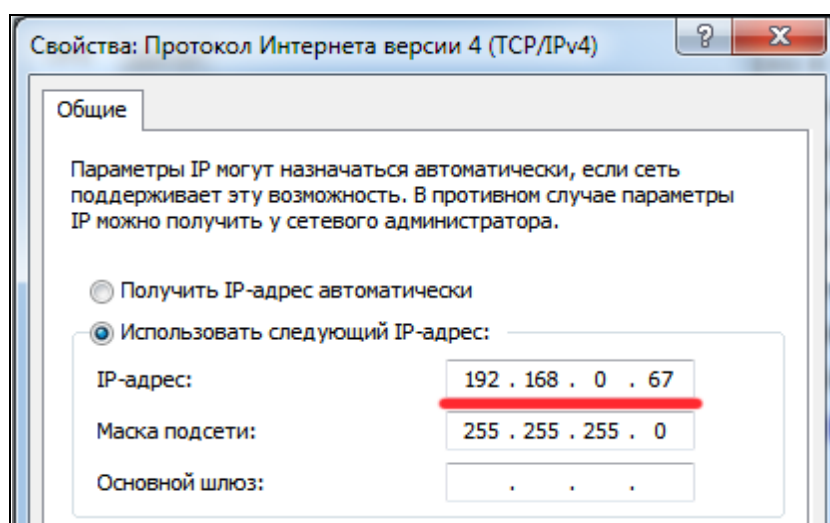 Свойства: Протокол Интернета версии 4 (TCP/IPv4)
Общие
Параметры IP могут назначаться автоматически, если сеть
поддерживает эту возможность. В противном случае параметры
IP можно получить у сетевого администратора.
Получить IP-адрес автоматически
Использовать следующий IP-адрес:
IP-адрес: 192 . 168 . 0 . 67
Маска подсети: 255 . 255 . 255 . 0
Основной шлюз: . . .